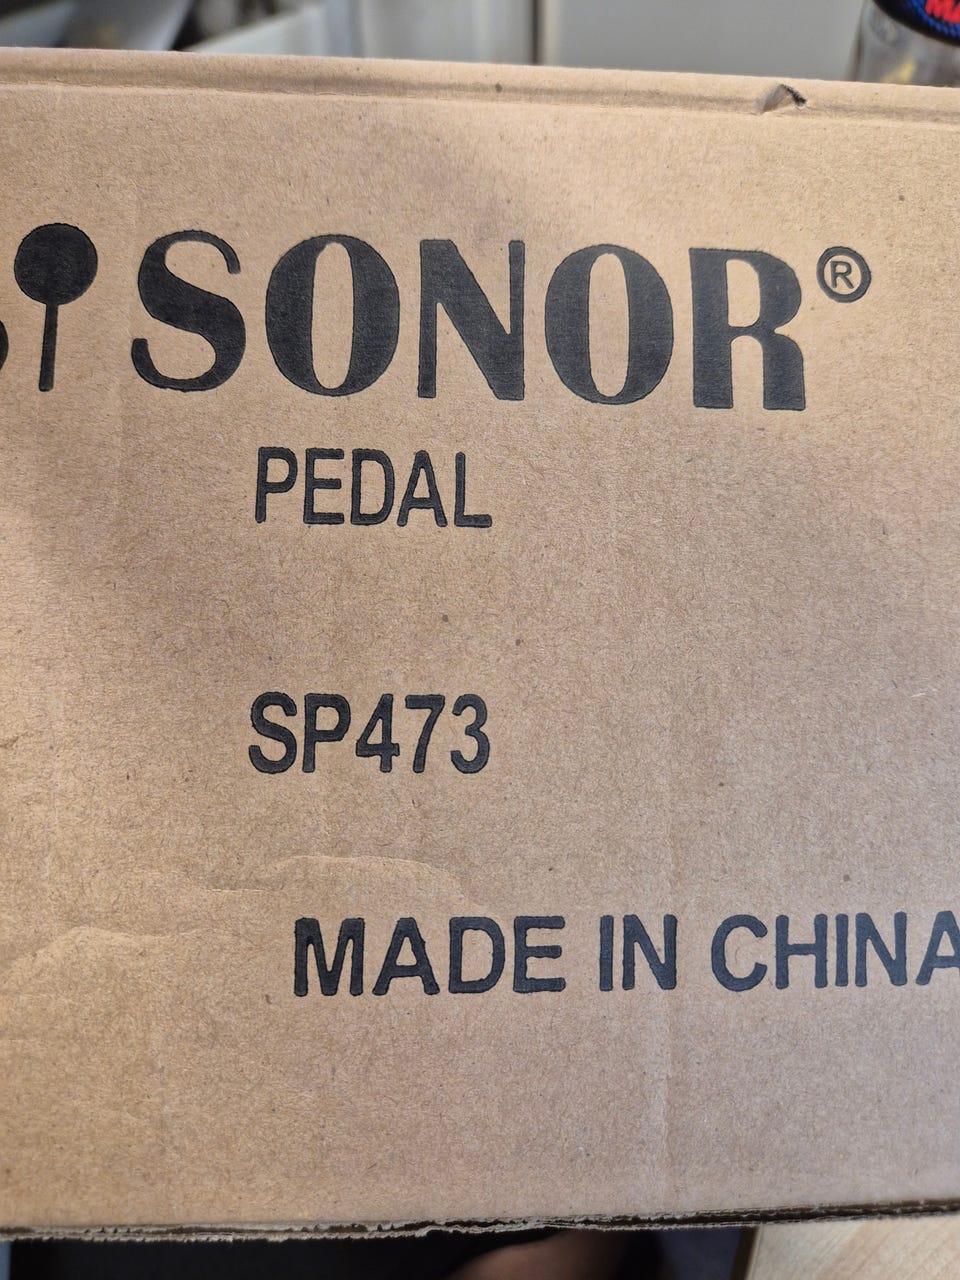 SONOR®
PEDAL
SP473
MADE IN CHINA